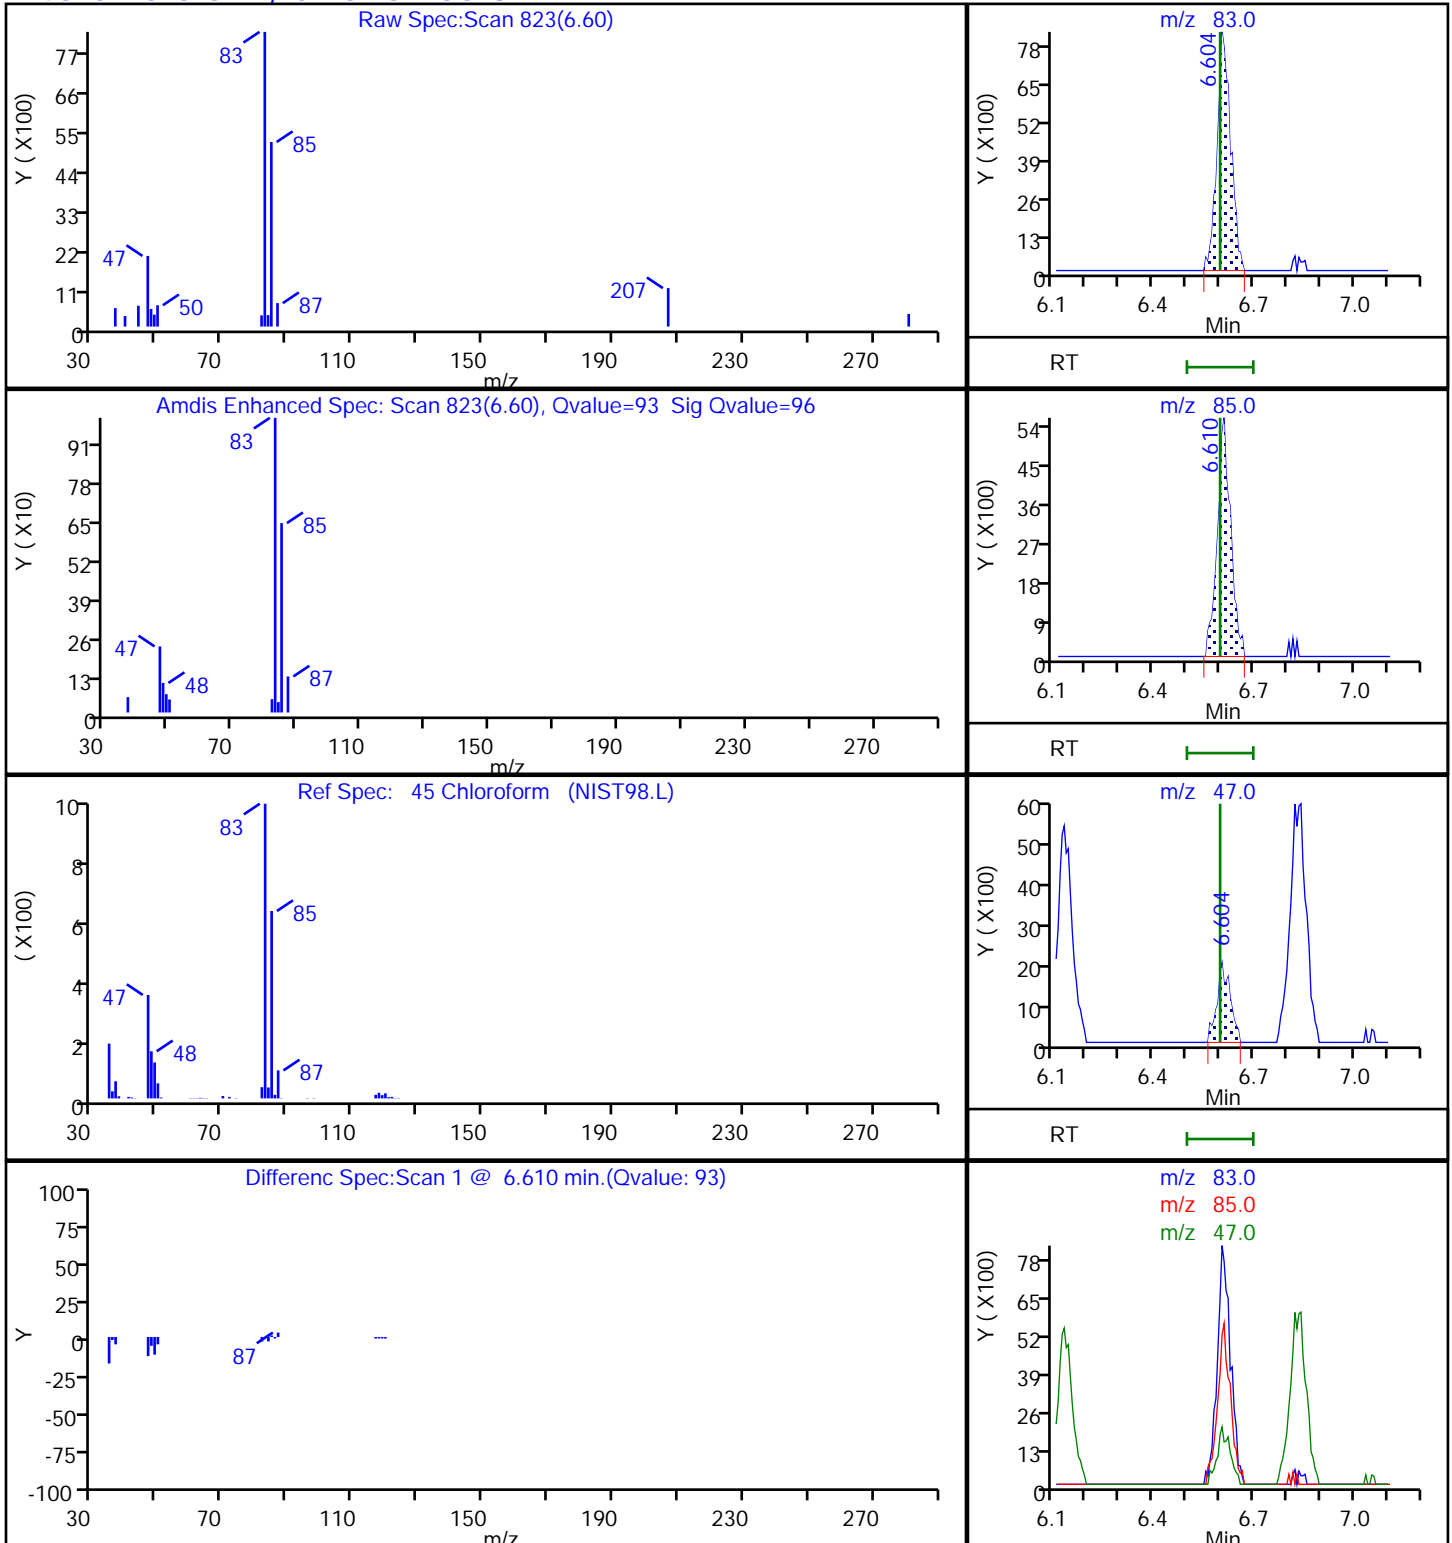 Raw Spec:Scan 823(6.60)
Y ( X100)
77
66
55
44
33
22
11
0
83
85
47
50
87
207
30 70 110 150 190 230 270
m/z
m/z 83.0
Y ( X100)
78
65
52
39
26
13
0
6.604
6.1 6.4 6.7 7.0
Min
RT
Amdis Enhanced Spec: Scan 823(6.60), Qvalue=93 Sig Qvalue=96
Y ( X10)
91
78
65
52
39
26
13
0
83
85
47
48
87
30 70 110 150 190 230 270
m/z
m/z 85.0
Y ( X100)
54
45
36
27
18
9
0
6.610
6.1 6.4 6.7 7.0
Min
RT
Ref Spec: 45 Chloroform (NIST98.L)
( X100)
10
8
6
4
2
0
83
85
47
48
87
30 70 110 150 190 230 270
m/z 47.0
Y ( X100)
60
50
40
30
20
10
0
6.604
6.1 6.4 6.7 7.0
Min
RT
Differenc Spec:Scan 1 @ 6.610 min.(Qvalue: 93)
Y
100
75
50
25
0
-25
-50
-75
-100
87
30 70 110 150 190 230 270
m/z
m/z 83.0
m/z 85.0
m/z 47.0
Y ( X100)
78
65
52
39
26
13
0
6.1 6.4 6.7 7.0
Min